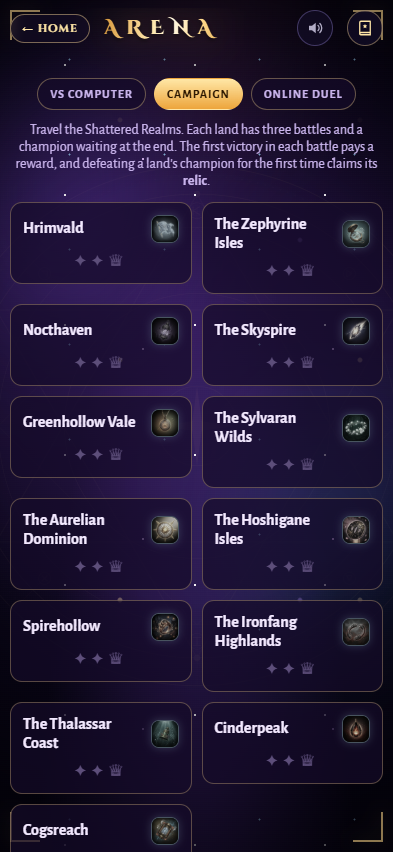 ← HOME
ARENA
VS COMPUTER
CAMPAIGN
ONLINE DUEL
Travel the Shattered Realms. Each land has three battles and a
champion waiting at the end. The first victory in each battle pays a
reward, and defeating a land's champion for the first time claims its
relic.
Hrimvald
The Zephyrine
Isles
Nocthaven
The Skyspire
Greenhollow Vale
The Sylvaran
Wilds
The Aurelian
Dominion
The Hoshigane
Isles
Spirehollow
The Ironfang
Highlands
The Thalassar
Coast
Cinderpeak
Cogsreach